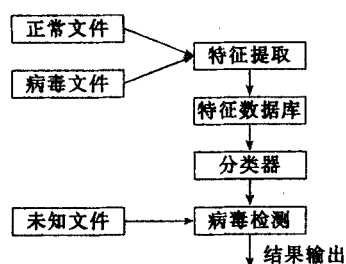 正常文件
特征提取
病毒文件
特征数据库
分类器
未知文件
病毒检测
结果输出